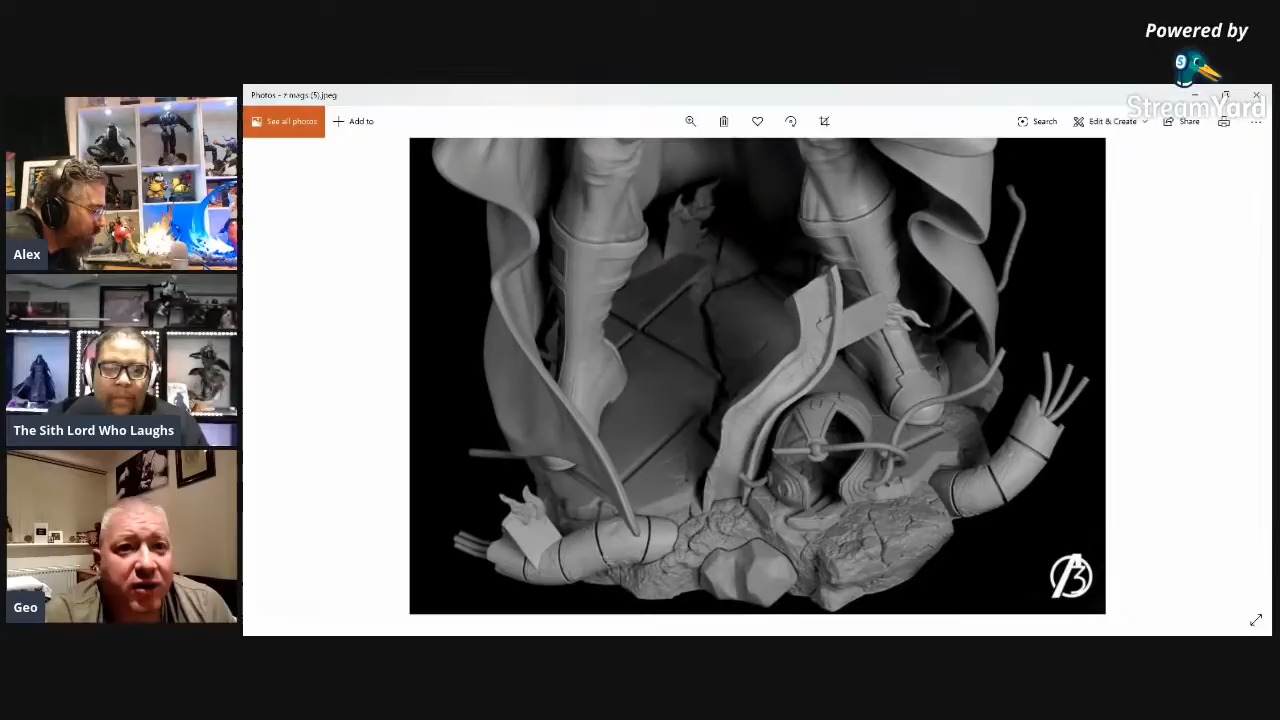 Powered by
StreamYard
Photos - z mags (5).jpeg
See all photos
Add to
Search
Edit & Create
Share
Alex
The Sith Lord Who Laughs
Geo